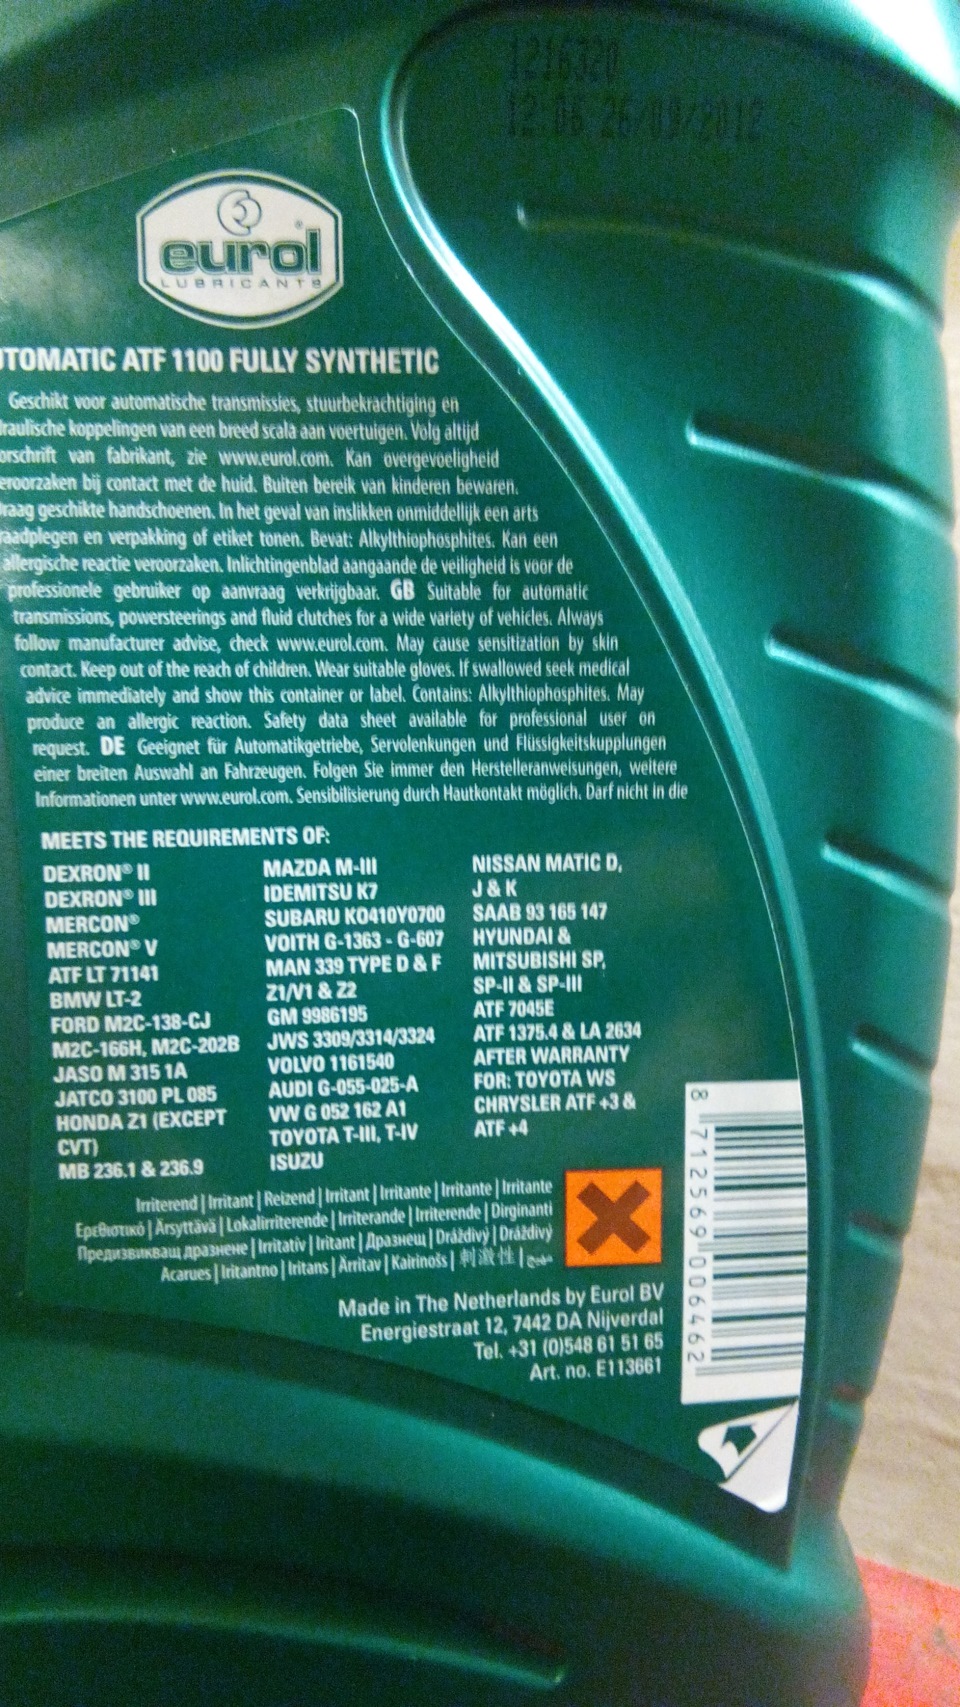 1216320
12:06 26/09/2012
eurol®
LUBRICANTS
AUTOMATIC ATF 1100 FULLY SYNTHETIC
Geschikt voor automatische transmissies, stuurbekrachtiging en
raulische koppelingen van een breed scala aan voertuigen. Volg altijd
orschrift van fabrikant, zie www.eurol.com. Kan overgevoeligheid
eroorzaken bij contact met de huid. Buiten bereik van kinderen bewaren.
raag geschikte handschoenen. In het geval van inslikken onmiddellijk een arts
raadplegen en verpakking of etiket tonen. Bevat: Alkylthiophosphites. Kan een
allergische reactie veroorzaken. Inlichtingenblad aangaande de veiligheid is voor de
professionele gebruiker op aanvraag verkrijgbaar. GB Suitable for automatic
transmissions, powersteerings and fluid clutches for a wide variety of vehicles. Always
follow manufacturer advise, check www.eurol.com. May cause sensitization by skin
contact. Keep out of the reach of children. Wear suitable gloves. If swallowed seek medical
advice immediately and show this container or label. Contains: Alkylthiophosphites. May
produce an allergic reaction. Safety data sheet available for professional user on
request. DE Geeignet für Automatikgetriebe, Servolenkungen und Flüssigkeitskupplungen
einer breiten Auswahl an Fahrzeugen. Folgen Sie immer den Herstelleranweisungen, weitere
Informationen unter www.eurol.com. Sensibilisierung durch Hautkontakt möglich. Darf nicht in die
MEETS THE REQUIREMENTS OF:
DEXRON® II
DEXRON® III
MERCON®
MERCON® V
ATF LT 71141
BMW LT-2
FORD M2C-138-CJ
M2C-166H, M2C-202B
JASO M 315 1A
JATCO 3100 PL 085
HONDA Z1 (EXCEPT
CVT)
MB 236.1 & 236.9
MAZDA M-III
IDEMITSU K7
SUBARU KO410Y0700
VOITH G-1363 - G-607
MAN 339 TYPE D & F
Z1/V1 & Z2
GM 9986195
JWS 3309/3314/3324
VOLVO 1161540
AUDI G-055-025-A
VW G 052 162 A1
TOYOTA T-III, T-IV
ISUZU
NISSAN MATIC D,
J & K
SAAB 93 165 147
HYUNDAI &
MITSUBISHI SP,
SP-II & SP-III
ATF 7045E
ATF 1375.4 & LA 2634
AFTER WARRANTY
FOR: TOYOTA WS
CHRYSLER ATF +3 &
ATF +4
Irriterend | Irritant | Reizend | Irritant | Irritante | Irritante | Irritante
Ερεθιστικό | Ärsyttävä | Lokalirriterende | Irriterande | Irriterende | Dirginanti
Предизвикващ дразнене | Irritativ | Iritant | Дразнещ | Dráždivý | Dráždivý
Acarues | Iritantno | Iritans | Ärritav | Kairinošs | 刺激性 |
Made in The Netherlands by Eurol BV
Energiestraat 12, 7442 DA Nijverdal
Tel. +31 (0)548 61 51 65
Art. no. E113661
8 712569 006462